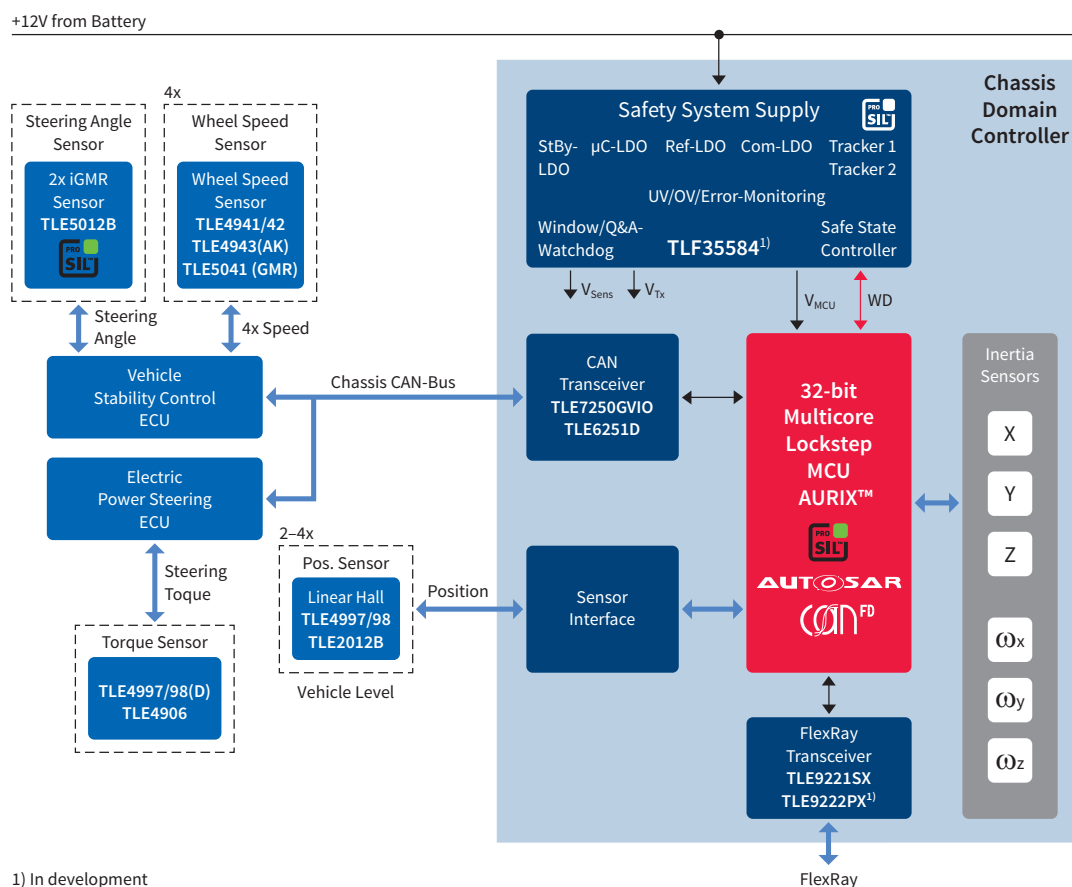 +12V from Battery
Chassis
Domain
Controller
Safety System Supply
PRO
SIL™
StBy-
LDO
µC-LDO
Ref-LDO
Com-LDO
Tracker 1
Tracker 2
UV/OV/Error-Monitoring
Window/Q&A-
Watchdog
TLF35584¹⁾
Safe State
Controller
4x
Steering Angle
Sensor
2x iGMR
Sensor
TLE5012B
PRO
SIL™
Wheel Speed
Sensor
Wheel Speed
Sensor
TLE4941/42
TLE4943(AK)
TLE5041 (GMR)
V_Sens
V_Tx
V_MCU
WD
Steering
Angle
4x Speed
Vehicle
Stability Control
ECU
Chassis CAN-Bus
CAN
Transceiver
TLE7250GVIO
TLE6251D
32-bit
Multicore
Lockstep
MCU
AURIX™
PRO
SIL™
AUTOSAR
CAN FD
Inertia
Sensors
X
Y
Z
ωx
ωy
ωz
Electric
Power Steering
ECU
2–4x
Pos. Sensor
Linear Hall
TLE4997/98
TLE2012B
Vehicle Level
Position
Sensor
Interface
Steering
Toque
Torque Sensor
TLE4997/98(D)
TLE4906
FlexRay
Transceiver
TLE9221SX
TLE9222PX¹⁾
FlexRay
1) In development